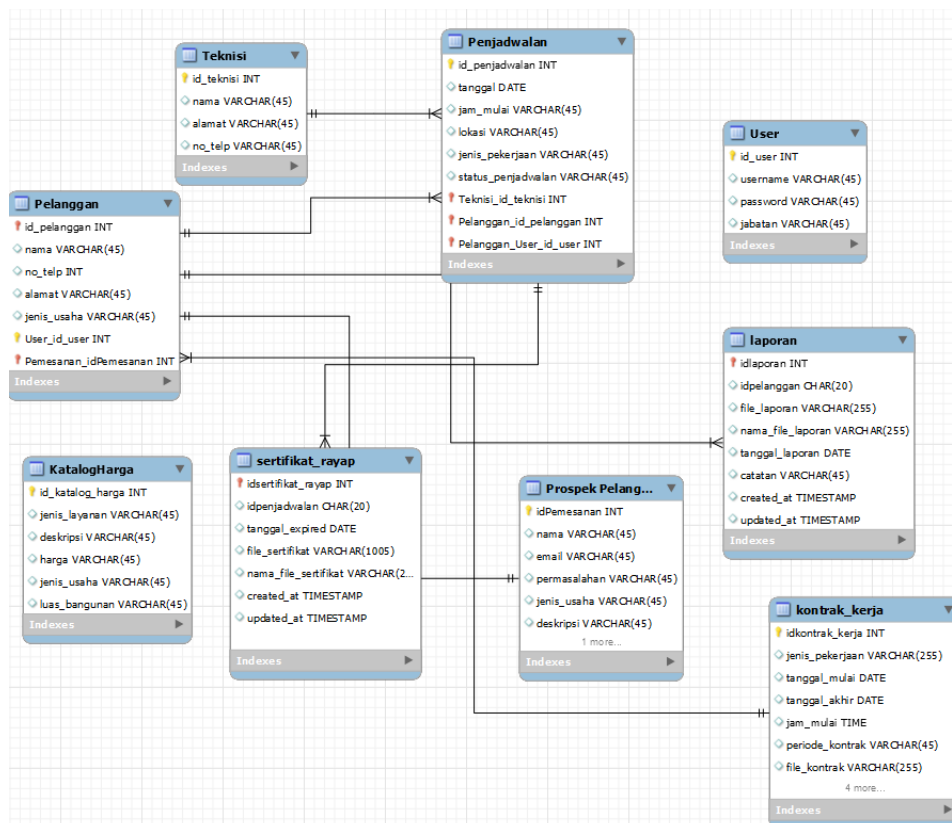 Teknisi
id_teknisi INT
nama VARCHAR(45)
alamat VARCHAR(45)
no_telp VARCHAR(45)
Indexes
Penjadwalan
id_penjadwalan INT
tanggal DATE
jam_mulai VARCHAR(45)
lokasi VARCHAR(45)
jenis_pekerjaan VARCHAR(45)
status_penjadwalan VARCHAR(45)
Teknisi_id_teknisi INT
Pelanggan_id_pelanggan INT
Pelanggan_User_id_user INT
Indexes
User
id_user INT
username VARCHAR(45)
password VARCHAR(45)
jabatan VARCHAR(45)
Indexes
Pelanggan
id_pelanggan INT
nama VARCHAR(45)
no_telp INT
alamat VARCHAR(45)
jenis_usaha VARCHAR(45)
User_id_user INT
Pemesanan_idPemesanan INT
Indexes
laporan
idlaporan INT
idpelanggan CHAR(20)
file_laporan VARCHAR(255)
nama_file_laporan VARCHAR(255)
tanggal_laporan DATE
catatan VARCHAR(45)
created_at TIMESTAMP
updated_at TIMESTAMP
Indexes
KatalogHarga
id_katalog_harga INT
jenis_layanan VARCHAR(45)
deskripsi VARCHAR(45)
harga VARCHAR(45)
jenis_usaha VARCHAR(45)
luas_bangunan VARCHAR(45)
Indexes
sertifikat_rayap
idsertifikat_rayap INT
idpenjadwalan CHAR(20)
tanggal_expired DATE
file_sertifikat VARCHAR(1005)
nama_file_sertifikat VARCHAR(2...
created_at TIMESTAMP
updated_at TIMESTAMP
Indexes
Prospek Pelang...
idPemesanan INT
nama VARCHAR(45)
email VARCHAR(45)
permasalahan VARCHAR(45)
jenis_usaha VARCHAR(45)
deskripsi VARCHAR(45)
1 more...
Indexes
kontrak_kerja
idkontrak_kerja INT
jenis_pekerjaan VARCHAR(255)
tanggal_mulai DATE
tanggal_akhir DATE
jam_mulai TIME
periode_kontrak VARCHAR(45)
file_kontrak VARCHAR(255)
4 more...
Indexes